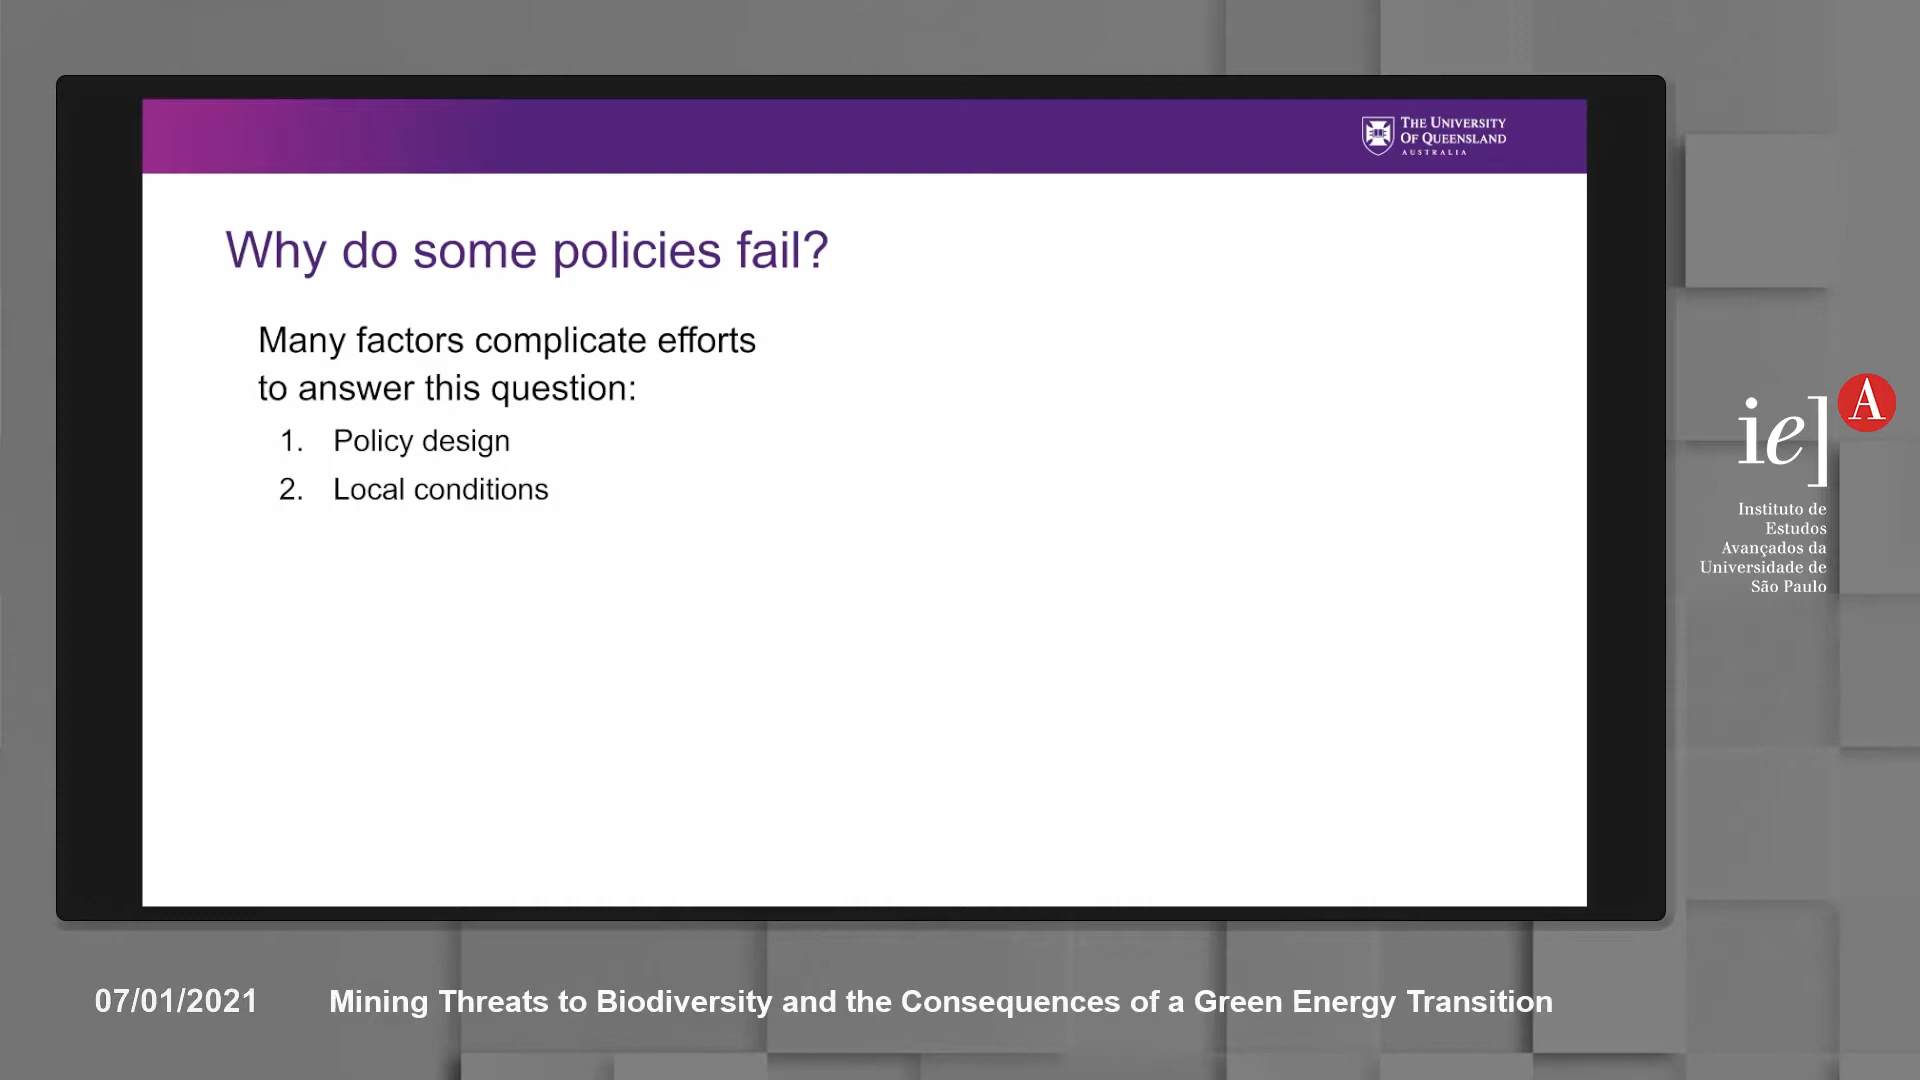 THE UNIVERSITY
OF QUEENSLAND
AUSTRALIA
Why do some policies fail?
Many factors complicate efforts
to answer this question:
1. Policy design
2. Local conditions
ie] A
Instituto de
Estudos
Avançados da
Universidade de
São Paulo
07/01/2021 Mining Threats to Biodiversity and the Consequences of a Green Energy Transition